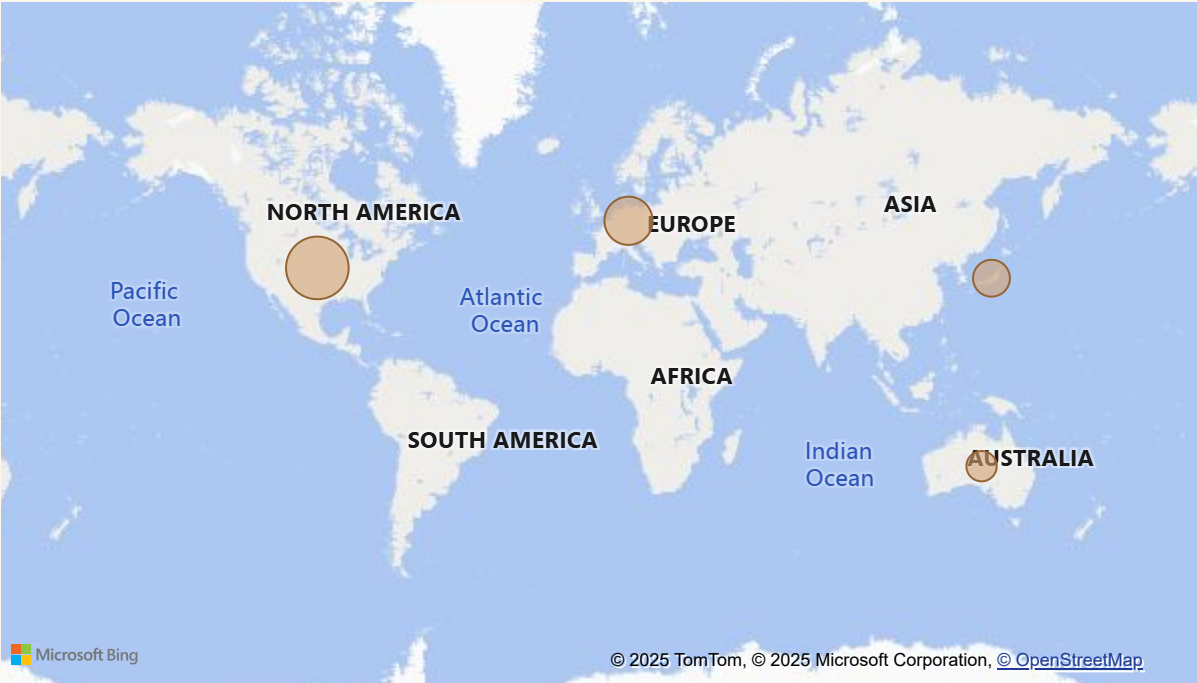 ASIA
NORTH AMERICA
EUROPE
Pacific
Ocean
Atlantic
Ocean
AFRICA
SOUTH AMERICA
Indian
Ocean
AUSTRALIA
Microsoft Bing
© 2025 TomTom, © 2025 Microsoft Corporation, © OpenStreetMap